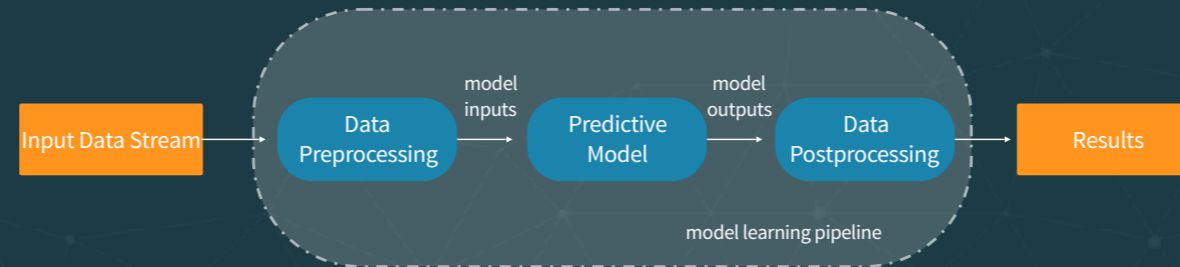 Input Data Stream
Data
Preprocessing
model
inputs
Predictive
Model
model
outputs
Data
Postprocessing
Results
model learning pipeline